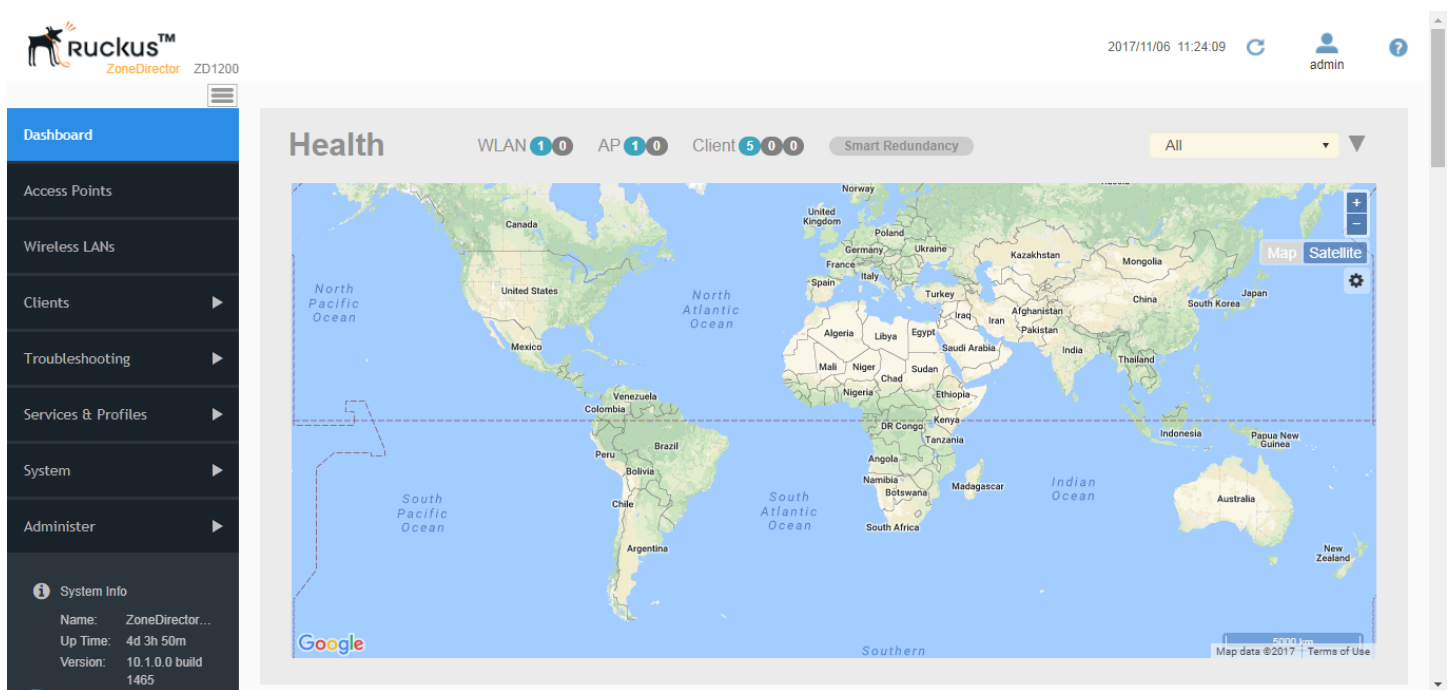 Ruckus™
ZoneDirector ZD1200
2017/11/06 11:24:09
admin
?
Dashboard
Access Points
Wireless LANs
Clients
Troubleshooting
Services & Profiles
System
Administer
i System Info
Name: ZoneDirector...
Up Time: 4d 3h 50m
Version: 10.1.0.0 build
1465
Health
WLAN 1 0
AP 1 0
Client 5 0 0
Smart Redundancy
All
+
−
Map Satellite
Norway
Canada
United
Kingdom
Poland
Germany
Ukraine
France
Kazakhstan
Mongolia
Spain
Italy
North
Pacific
Ocean
United States
North
Atlantic
Ocean
Turkey
China
South Korea
Japan
Iraq
Iran
Afghanistan
Pakistan
Algeria
Libya
Egypt
Mexico
Saudi Arabia
India
Thailand
Mali
Niger
Chad
Sudan
Nigeria
Ethiopia
Venezuela
Colombia
Kenya
DR Congo
Tanzania
Indonesia
Papua New
Guinea
Brazil
Peru
Bolivia
Angola
Namibia
Botswana
Madagascar
Indian
Ocean
South
Pacific
Ocean
Chile
South
Atlantic
Ocean
South Africa
Australia
Argentina
New
Zealand
Google
Southern
5000 km
Map data ©2017 Terms of Use